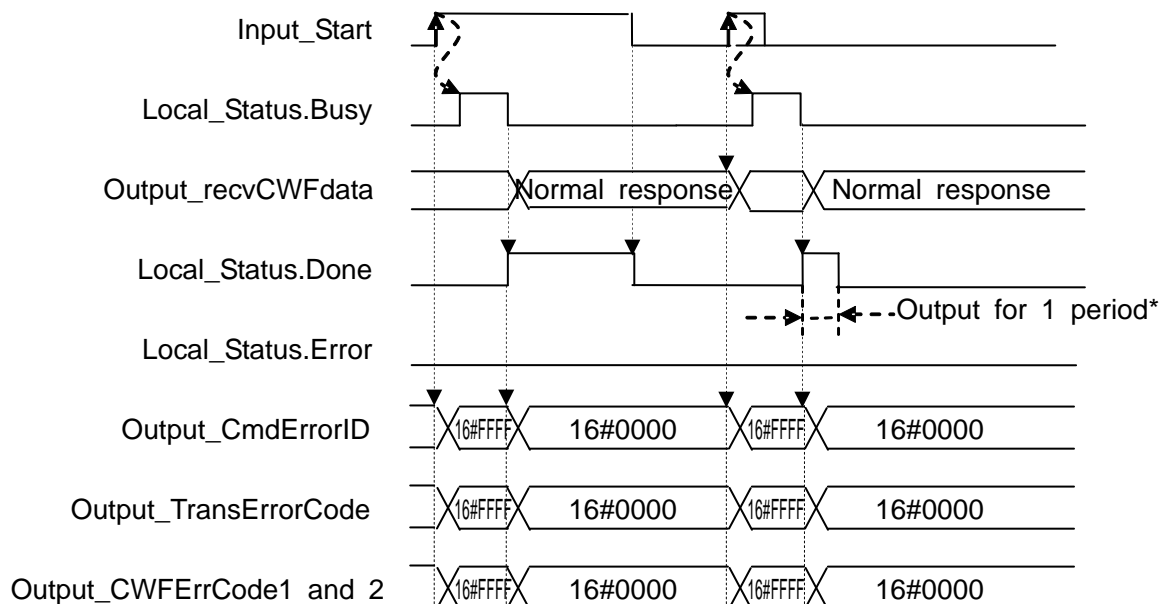 Input_Start
Local_Status.Busy
Output_recvCWFdata Normal response Normal response
Local_Status.Done
Output for 1 period*
Local_Status.Error
Output_CmdErrorID 16#FFFF 16#0000 16#FFFF 16#0000
Output_TransErrorCode 16#FFFF 16#0000 16#FFFF 16#0000
Output_CWFErrCode1 and 2 16#FFFF 16#0000 16#FFFF 16#0000